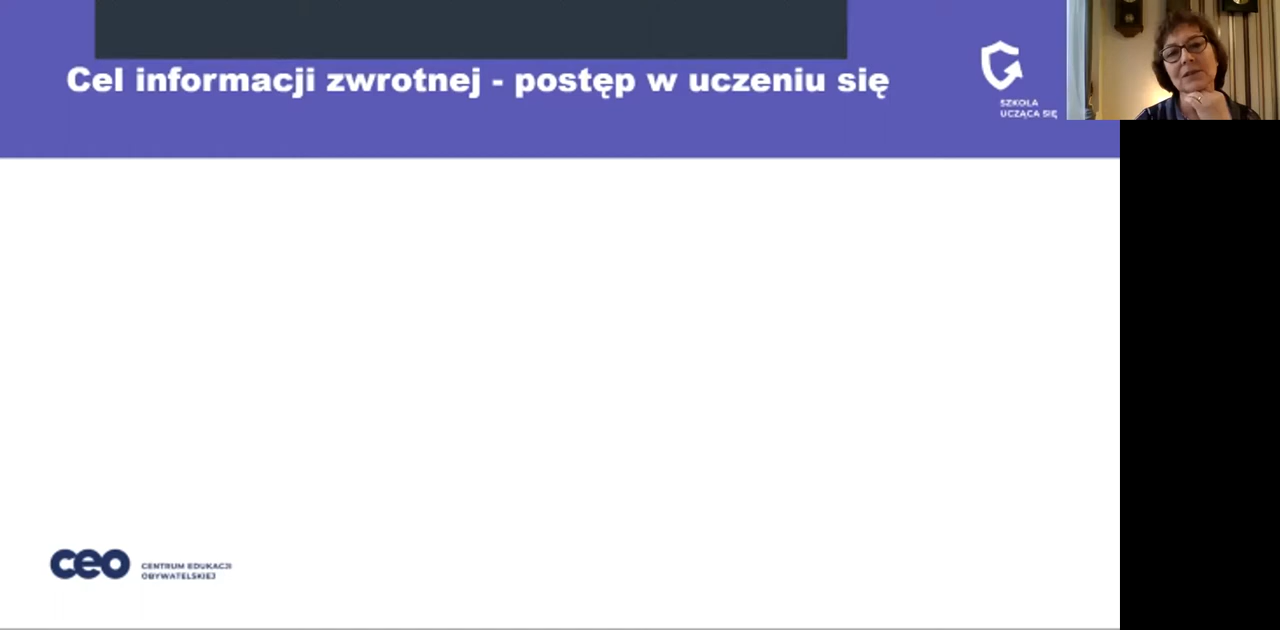 Cel informacji zwrotnej - postęp w uczeniu się
SZKOŁA
UCZĄCA SIĘ
ceo
CENTRUM EDUKACJI
OBYWATELSKIEJ